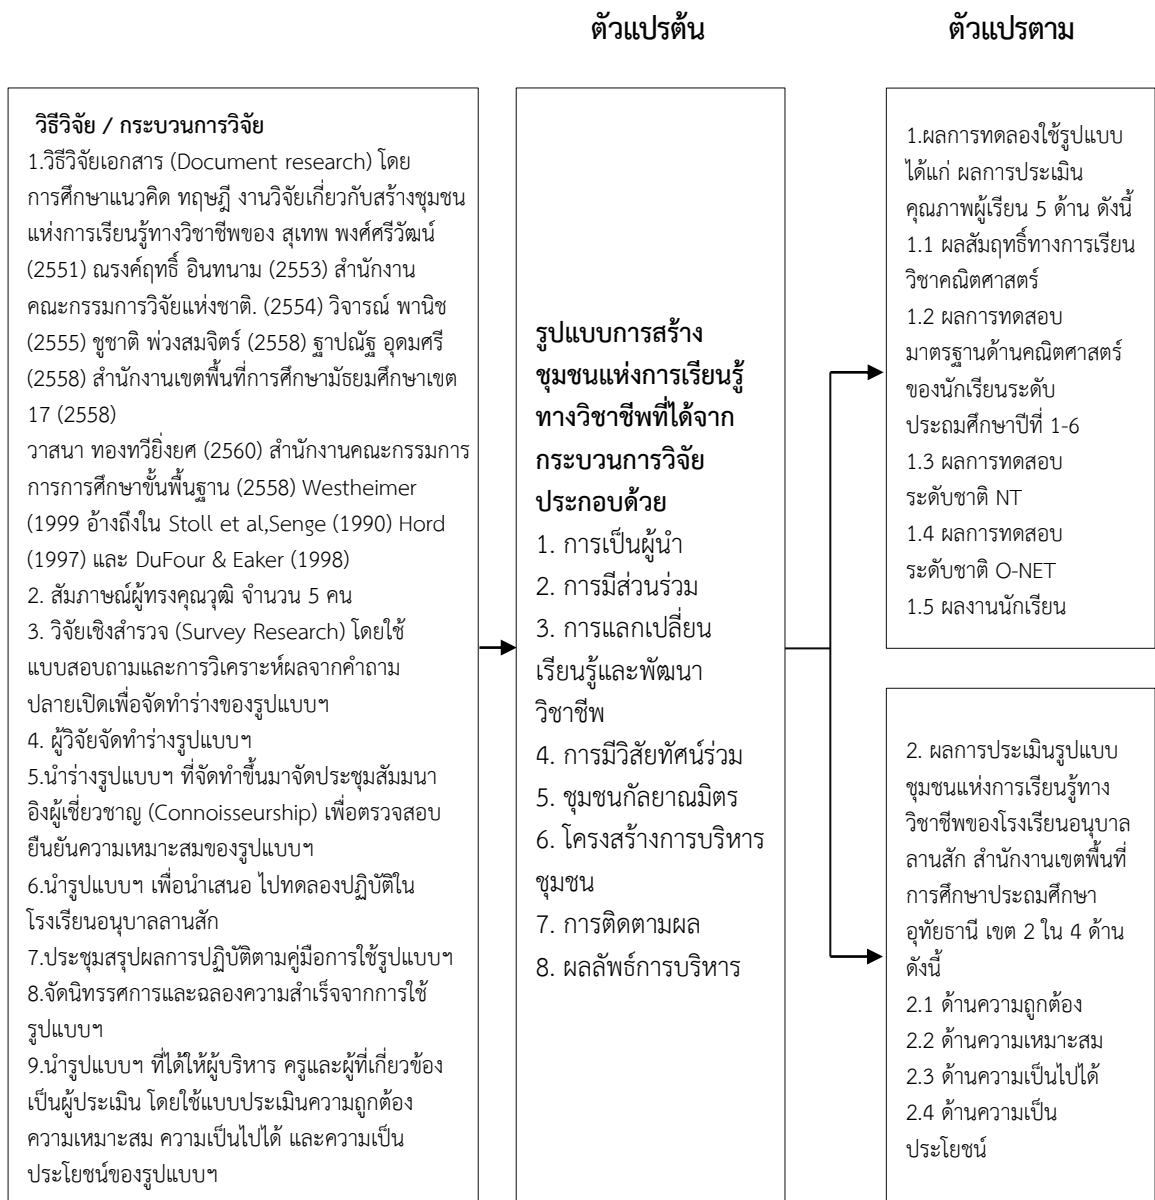 ตัวแปรต้น
ตัวแปรตาม
วิธีวิจัย / กระบวนการวิจัย
1.วิธีวิจัยเอกสาร (Document research) โดย
การศึกษาแนวคิด ทฤษฎี งานวิจัยเกี่ยวกับสร้างชุมชน
แห่งการเรียนรู้ทางวิชาชีพของ สุเทพ พงศ์ศรีวัฒน์
(2551) ณรงค์ฤทธิ์ อินทนาม (2553) สำนักงาน
คณะกรรมการวิจัยแห่งชาติ. (2554) วิจารณ์ พานิช
(2555) ชูชาติ พ่วงสมจิตร์ (2558) ฐาปณัฐ อุดมศรี
(2558) สำนักงานเขตพื้นที่การศึกษามัธยมศึกษาเขต
17 (2558)
วาสนา ทองทวียิ่งยศ (2560) สำนักงานคณะกรรมการ
การการศึกษาขั้นพื้นฐาน (2558) Westheimer
(1999 อ้างถึงใน Stoll et al,Senge (1990) Hord
(1997) และ DuFour & Eaker (1998)
2. สัมภาษณ์ผู้ทรงคุณวุฒิ จำนวน 5 คน
3. วิจัยเชิงสำรวจ (Survey Research) โดยใช้
แบบสอบถามและการวิเคราะห์ผลจากคำถาม
ปลายเปิดเพื่อจัดทำร่างของรูปแบบฯ
4. ผู้วิจัยจัดทำร่างรูปแบบฯ
5.นำร่างรูปแบบฯ ที่จัดทำขึ้นมาจัดประชุมสัมมนา
อิงผู้เชี่ยวชาญ (Connoisseurship) เพื่อตรวจสอบ
ยืนยันความเหมาะสมของรูปแบบฯ
6.นำรูปแบบฯ เพื่อนำเสนอ ไปทดลองปฏิบัติใน
โรงเรียนอนุบาลลานสัก
7.ประชุมสรุปผลการปฏิบัติตามคู่มือการใช้รูปแบบฯ
8.จัดนิทรรศการและฉลองความสำเร็จจากการใช้
รูปแบบฯ
9.นำรูปแบบฯ ที่ได้ให้ผู้บริหาร ครูและผู้ที่เกี่ยวข้อง
เป็นผู้ประเมิน โดยใช้แบบประเมินความถูกต้อง
ความเหมาะสม ความเป็นไปได้ และความเป็น
ประโยชน์ของรูปแบบฯ
รูปแบบการสร้าง
ชุมชนแห่งการเรียนรู้
ทางวิชาชีพที่ได้จาก
กระบวนการวิจัย
ประกอบด้วย
1. การเป็นผู้นำ
2. การมีส่วนร่วม
3. การแลกเปลี่ยน
เรียนรู้และพัฒนา
วิชาชีพ
4. การมีวิสัยทัศน์ร่วม
5. ชุมชนกัลยาณมิตร
6. โครงสร้างการบริหาร
ชุมชน
7. การติดตามผล
8. ผลลัพธ์การบริหาร
1.ผลการทดลองใช้รูปแบบ
ได้แก่ ผลการประเมิน
คุณภาพผู้เรียน 5 ด้าน ดังนี้
1.1 ผลสัมฤทธิ์ทางการเรียน
วิชาคณิตศาสตร์
1.2 ผลการทดสอบ
มาตรฐานด้านคณิตศาสตร์
ของนักเรียนระดับ
ประถมศึกษาปีที่ 1-6
1.3 ผลการทดสอบ
ระดับชาติ NT
1.4 ผลการทดสอบ
ระดับชาติ O-NET
1.5 ผลงานนักเรียน
2. ผลการประเมินรูปแบบ
ชุมชนแห่งการเรียนรู้ทาง
วิชาชีพของโรงเรียนอนุบาล
ลานสัก สำนักงานเขตพื้นที่
การศึกษาประถมศึกษา
อุทัยธานี เขต 2 ใน 4 ด้าน
ดังนี้
2.1 ด้านความถูกต้อง
2.2 ด้านความเหมาะสม
2.3 ด้านความเป็นไปได้
2.4 ด้านความเป็น
ประโยชน์